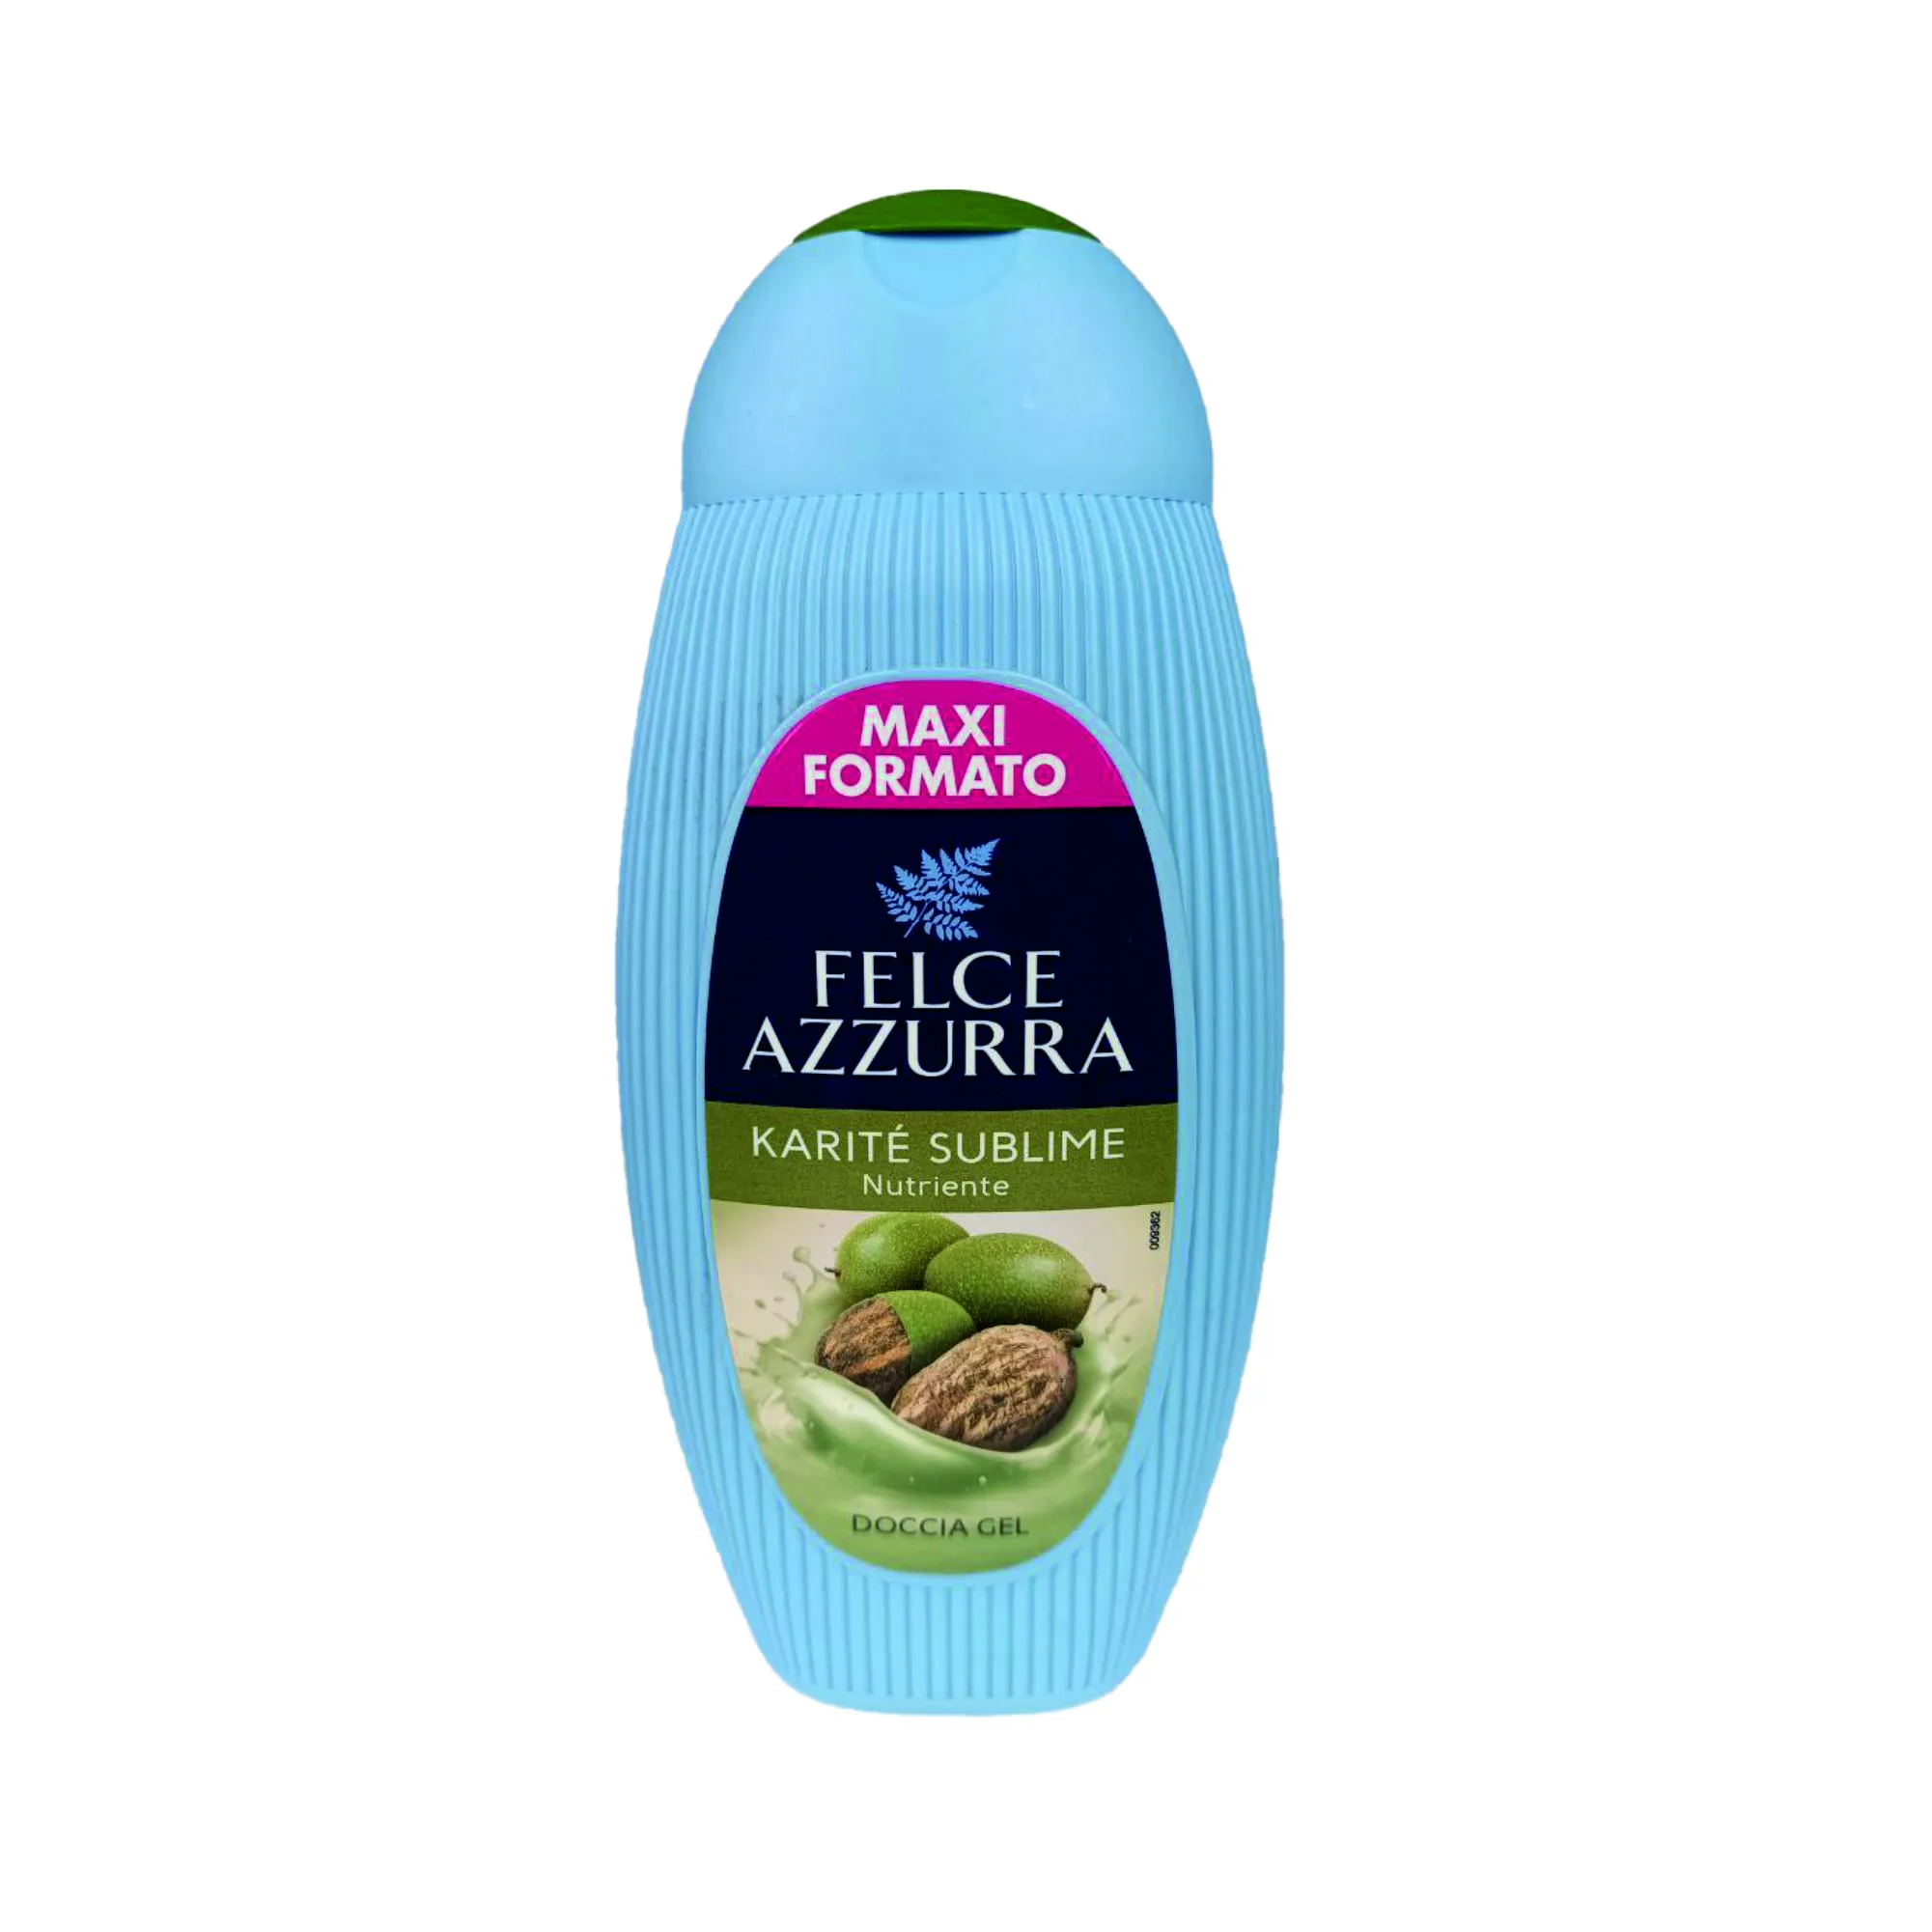 MAXI
FORMATO
FELCE
AZZURRA
KARITÉ SUBLIME
Nutriente
009362
DOCCIA GEL